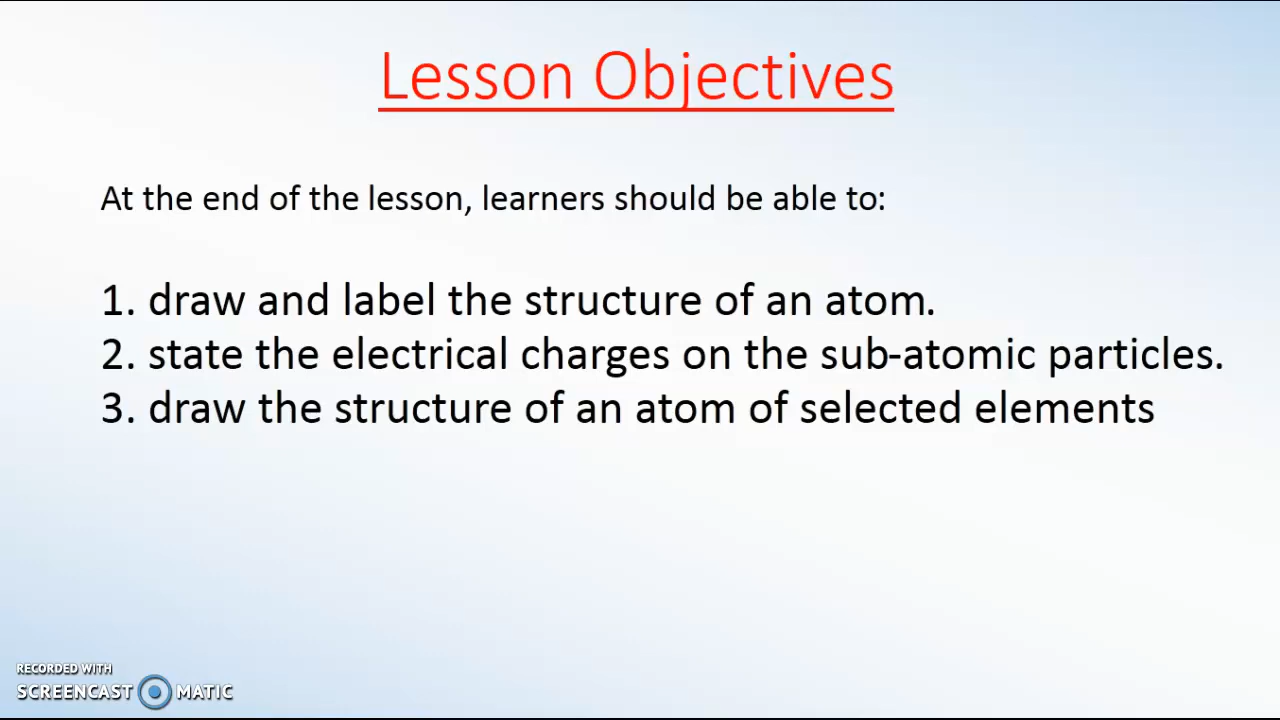 Lesson Objectives
At the end of the lesson, learners should be able to:
1. draw and label the structure of an atom.
2. state the electrical charges on the sub-atomic particles.
3. draw the structure of an atom of selected elements
RECORDED WITH
SCREENCAST MATIC